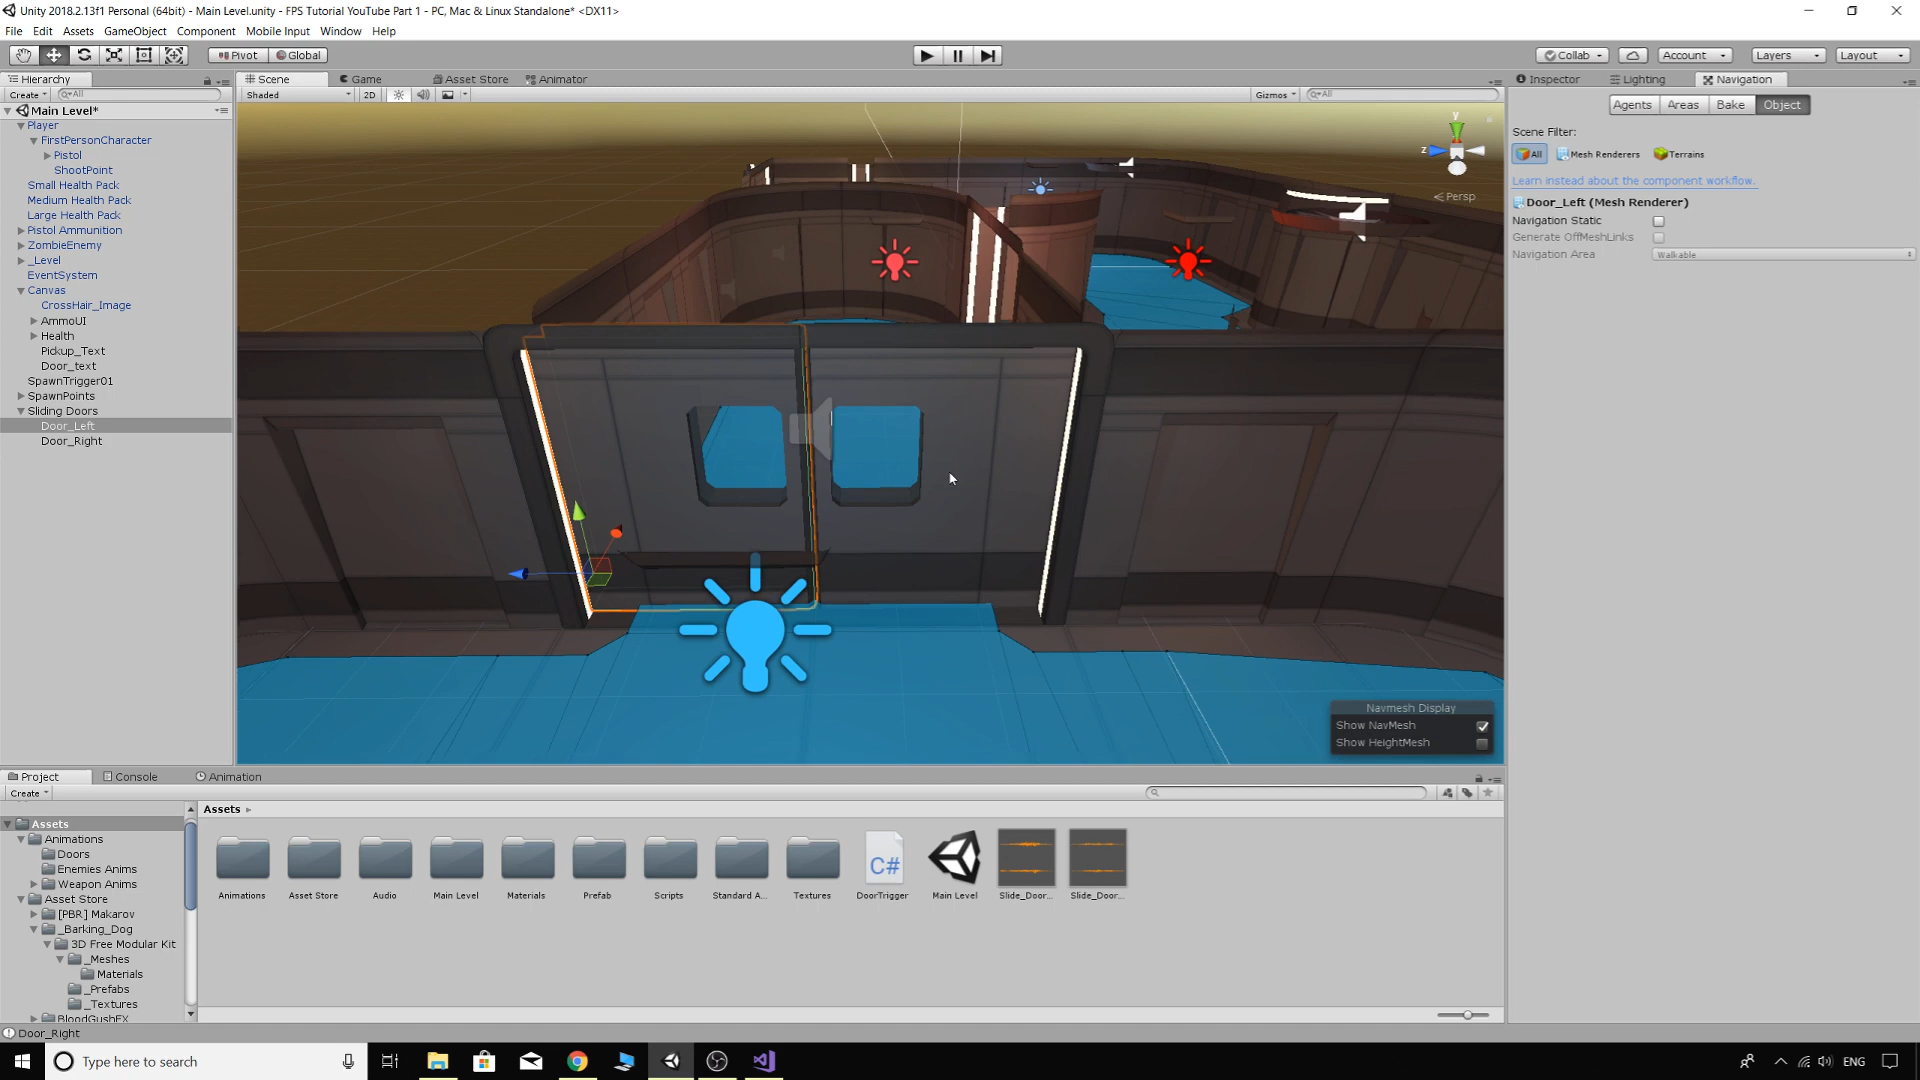 Unity 2018.2.13f1 Personal (64bit) - Main Level.unity - FPS Tutorial YouTube Part 1 - PC, Mac & Linux Standalone* <DX11>
File Edit Assets GameObject Component Mobile Input Window Help
Pivot Global Collab Account Layers Layout
Hierarchy
Create All
Main Level*
Player
FirstPersonCharacter
Pistol
ShootPoint
Small Health Pack
Medium Health Pack
Large Health Pack
Pistol Ammunition
ZombieEnemy
_Level
EventSystem
Canvas
CrossHair_Image
AmmoUI
Health
Pickup_Text
Door_text
SpawnTrigger01
SpawnPoints
Sliding Doors
Door_Left
Door_Right
Scene Game Asset Store Animator
Shaded 2D Gizmos All
y
z
Persp
Navmesh Display
Show NavMesh
Show HeightMesh
Inspector Lighting Navigation
Agents Areas Bake Object
Scene Filter:
All Mesh Renderers Terrains
Learn instead about the component workflow.
Door_Left (Mesh Renderer)
Navigation Static
Generate OffMeshLinks
Navigation Area Walkable
Project Console Animation
Create
Assets
Animations
Doors
Enemies Anims
Weapon Anims
Asset Store
[PBR] Makarov
_Barking_Dog
3D Free Modular Kit
_Meshes
Materials
_Prefabs
_Textures
BloodGushFX
Assets
C#
Animations Asset Store Audio Main Level Materials Prefab Scripts Standard A... Textures DoorTrigger Main Level Slide_Door... Slide_Door...
Door_Right
Type here to search
ENG